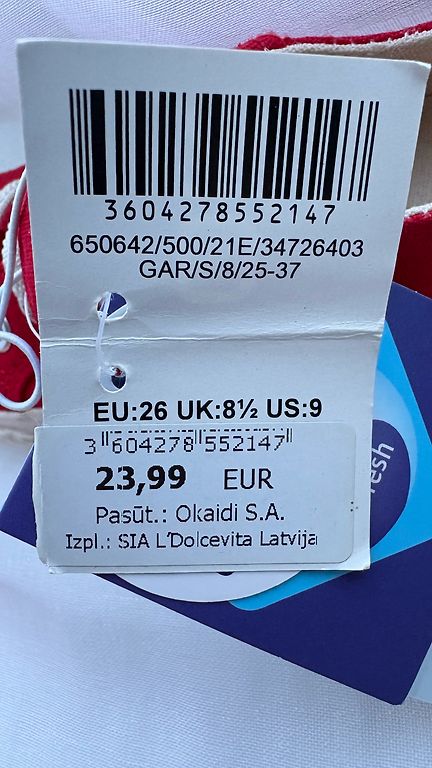 3604278552147
650642/500/21E/34726403
GAR/S/8/25-37
EU:26 UK:8½ US:9
3 604278 552147
23,99 EUR
Pasūt.: Okaidi S.A.
Izpl.: SIA L'Dolcevita Latvija
esh